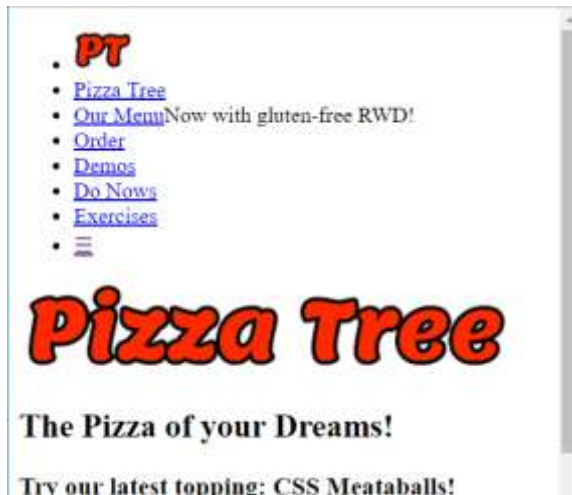 PT
Pizza Tree
Our MenuNow with gluten-free RWD!
Order
Demos
Do Nows
Exercises
☰
Pizza Tree
The Pizza of your Dreams!
Try our latest topping: CSS Meataballs!